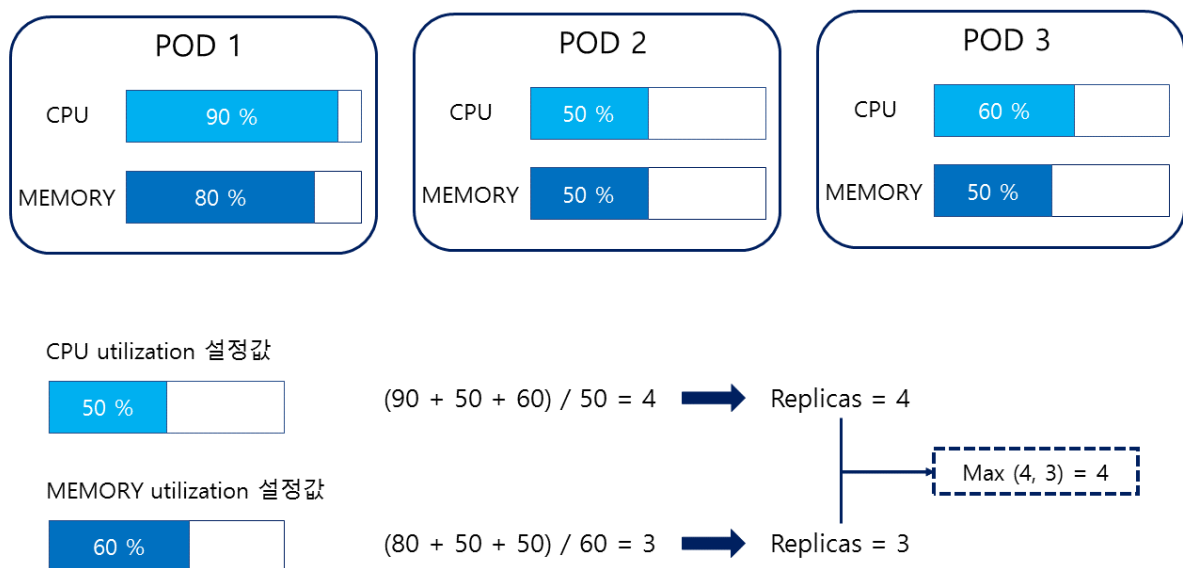 POD 1
CPU
90 %
MEMORY
80 %
POD 2
CPU
50 %
MEMORY
50 %
POD 3
CPU
60 %
MEMORY
50 %
CPU utilization 설정값
50 %
(90 + 50 + 60) / 50 = 4
Replicas = 4
Max (4, 3) = 4
MEMORY utilization 설정값
60 %
(80 + 50 + 50) / 60 = 3
Replicas = 3